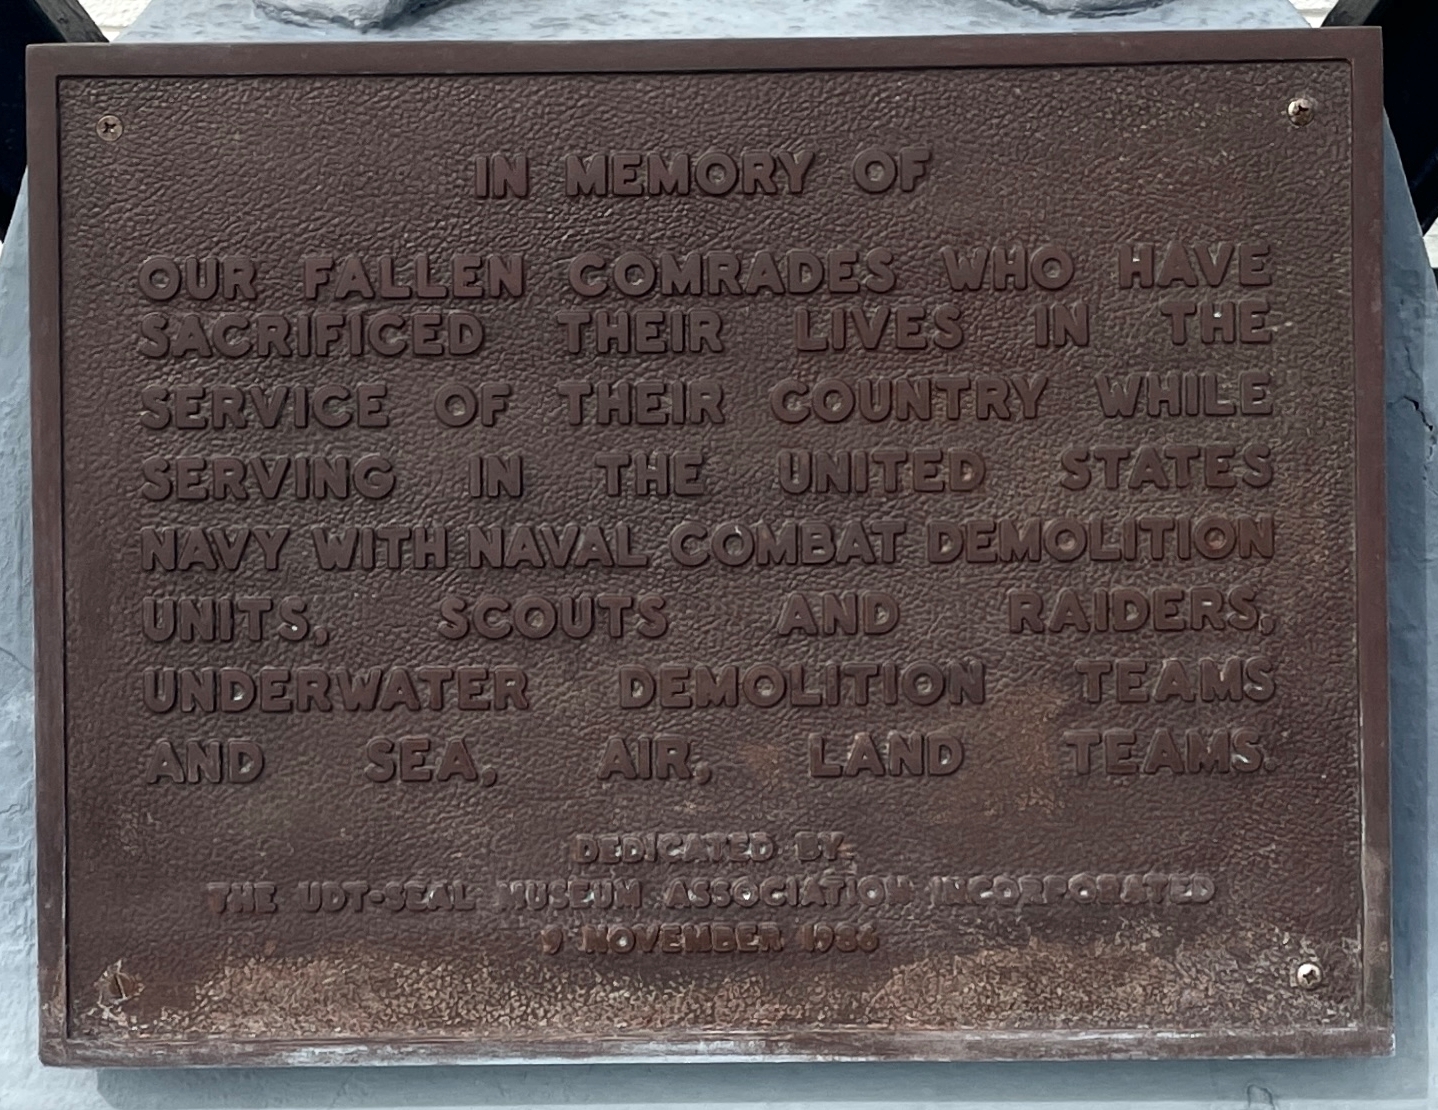 IN MEMORY OF
OUR FALLEN COMRADES WHO HAVE
SACRIFICED THEIR LIVES IN THE
SERVICE OF THEIR COUNTRY WHILE
SERVING IN THE UNITED STATES
NAVY WITH NAVAL COMBAT DEMOLITION
UNITS, SCOUTS AND RAIDERS,
UNDERWATER DEMOLITION TEAMS
AND SEA, AIR, LAND TEAMS.
DEDICATED BY
THE UDT-SEAL MUSEUM ASSOCIATION INCORPORATED
9 NOVEMBER 1986